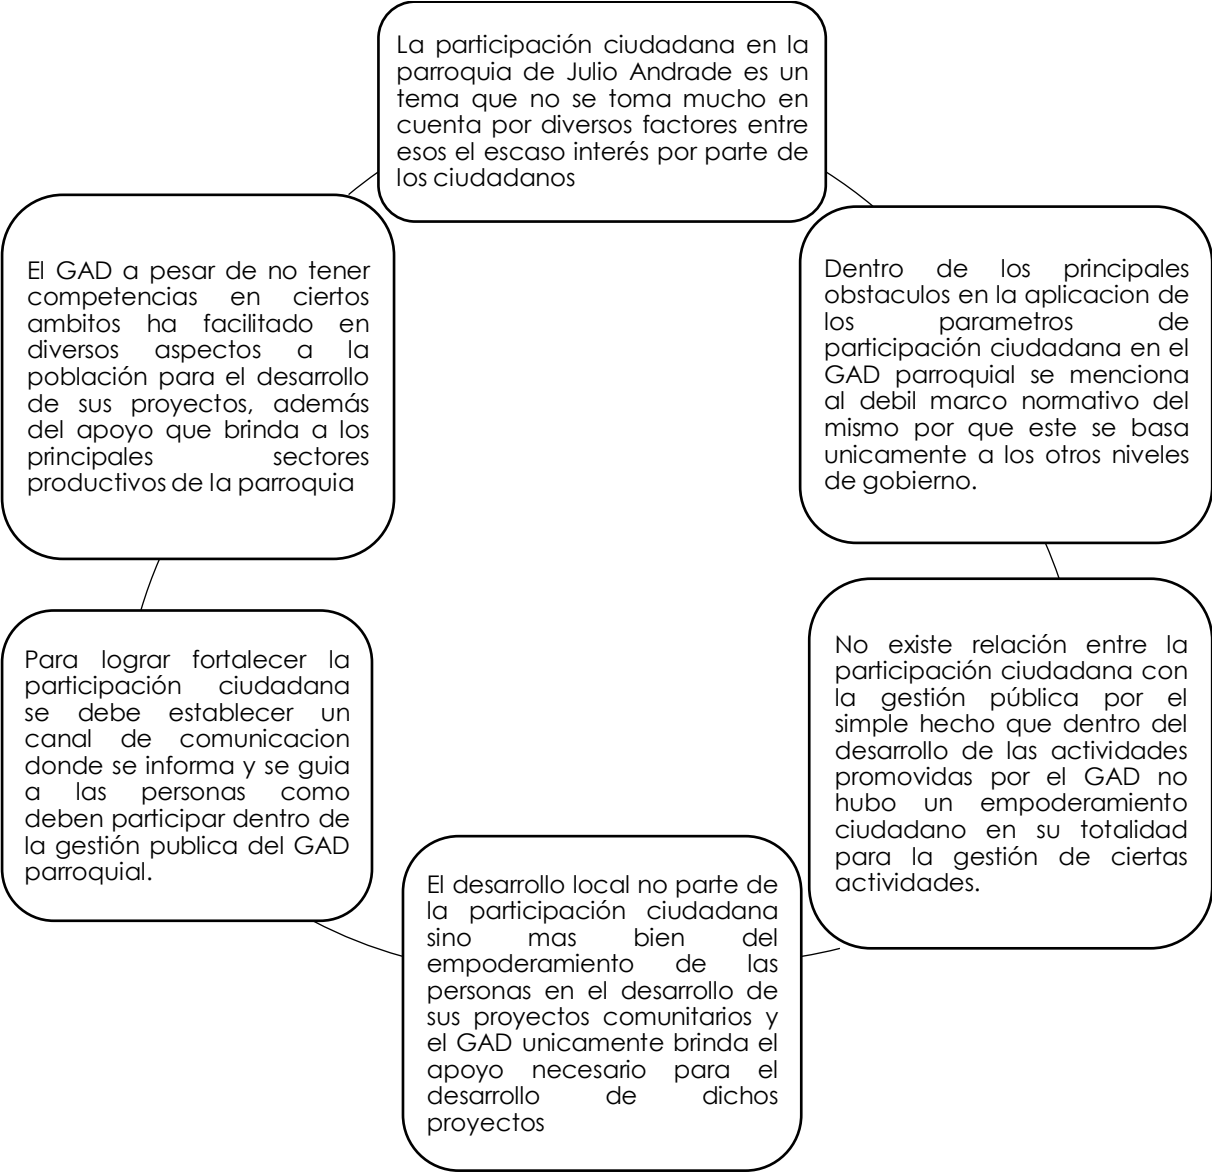 La participación ciudadana en la
parroquia de Julio Andrade es un
tema que no se toma mucho en
cuenta por diversos factores entre
esos el escaso interés por parte de
los ciudadanos
Dentro de los principales
obstaculos en la aplicacion de
los parametros de
participación ciudadana en el
GAD parroquial se menciona
al debil marco normativo del
mismo por que este se basa
unicamente a los otros niveles
de gobierno.
No existe relación entre la
participación ciudadana con
la gestión pública por el
simple hecho que dentro del
desarrollo de las actividades
promovidas por el GAD no
hubo un empoderamiento
ciudadano en su totalidad
para la gestión de ciertas
actividades.
El desarrollo local no parte de
la participación ciudadana
sino mas bien del
empoderamiento de las
personas en el desarrollo de
sus proyectos comunitarios y
el GAD unicamente brinda el
apoyo necesario para el
desarrollo de dichos
proyectos
Para lograr fortalecer la
participación ciudadana
se debe establecer un
canal de comunicacion
donde se informa y se guia
a las personas como
deben participar dentro de
la gestión publica del GAD
parroquial.
El GAD a pesar de no tener
competencias en ciertos
ambitos ha facilitado en
diversos aspectos a la
población para el desarrollo
de sus proyectos, además
del apoyo que brinda a los
principales sectores
productivos de la parroquia